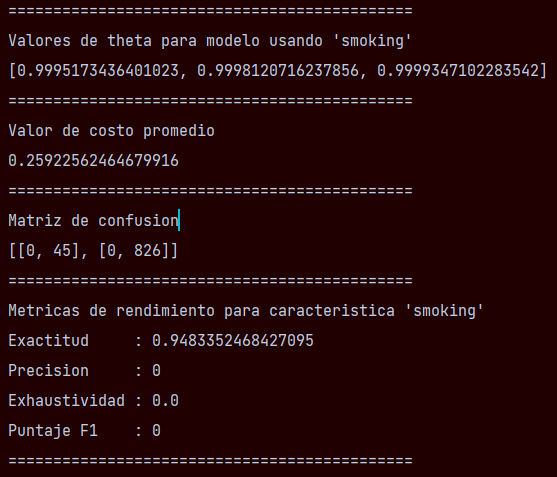 =============================================
Valores de theta para modelo usando 'smoking'
[0.9995173436401023, 0.9998120716237856, 0.9999347102283542]
=============================================
Valor de costo promedio
0.25922562464679916
=============================================
Matriz de confusion
[[0, 45], [0, 826]]
=============================================
Metricas de rendimiento para caracteristica 'smoking'
Exactitud     : 0.9483352468427095
Precision     : 0
Exhaustividad : 0.0
Puntaje F1    : 0
=============================================